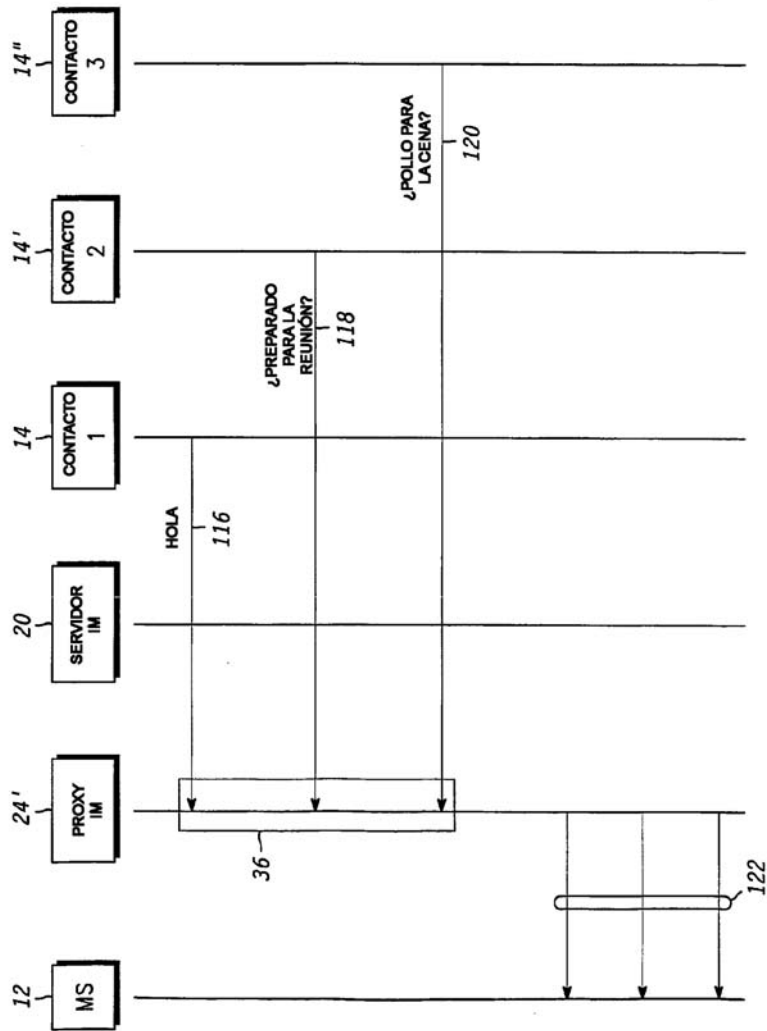 12
24'
20
14
14'
14"
MS
PROXY
IM
SERVIDOR
IM
CONTACTO
1
CONTACTO
2
CONTACTO
3
HOLA
116
¿PREPARADO
PARA LA
REUNIÓN?
118
¿POLLO PARA
LA CENA?
120
36
122